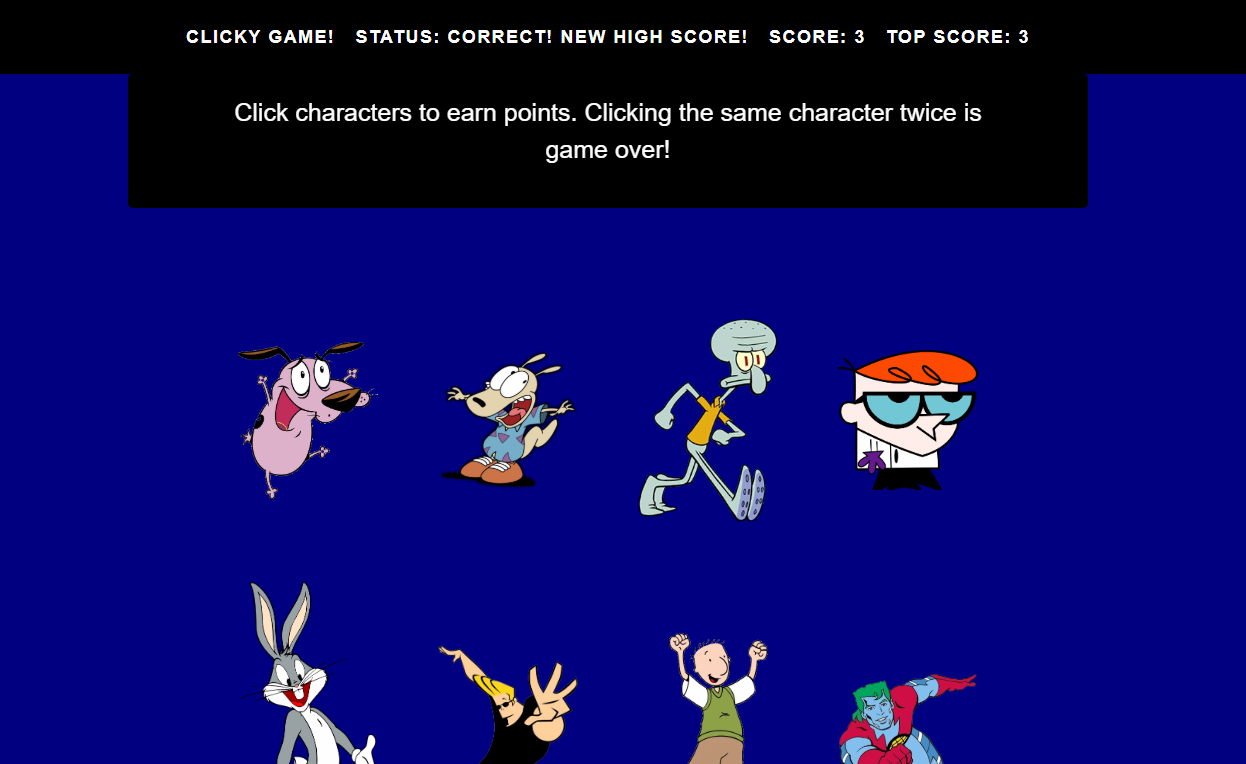 CLICKY GAME! STATUS: CORRECT! NEW HIGH SCORE! SCORE: 3 TOP SCORE: 3
Click characters to earn points. Clicking the same character twice is
game over!